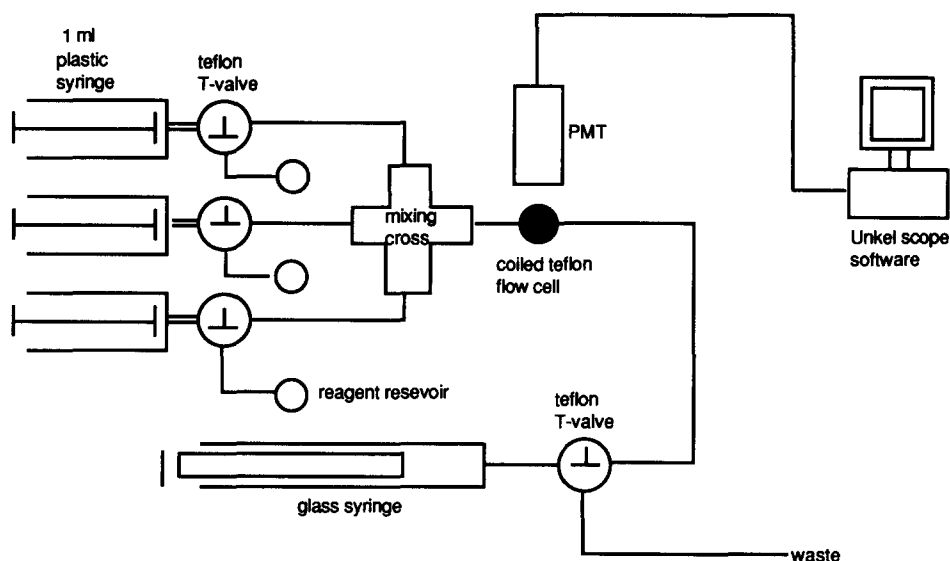 1 ml
plastic
syringe
teflon
T-valve
PMT
mixing
cross
coiled teflon
flow cell
Unkel scope
software
reagent resevoir
teflon
T-valve
glass syringe
waste